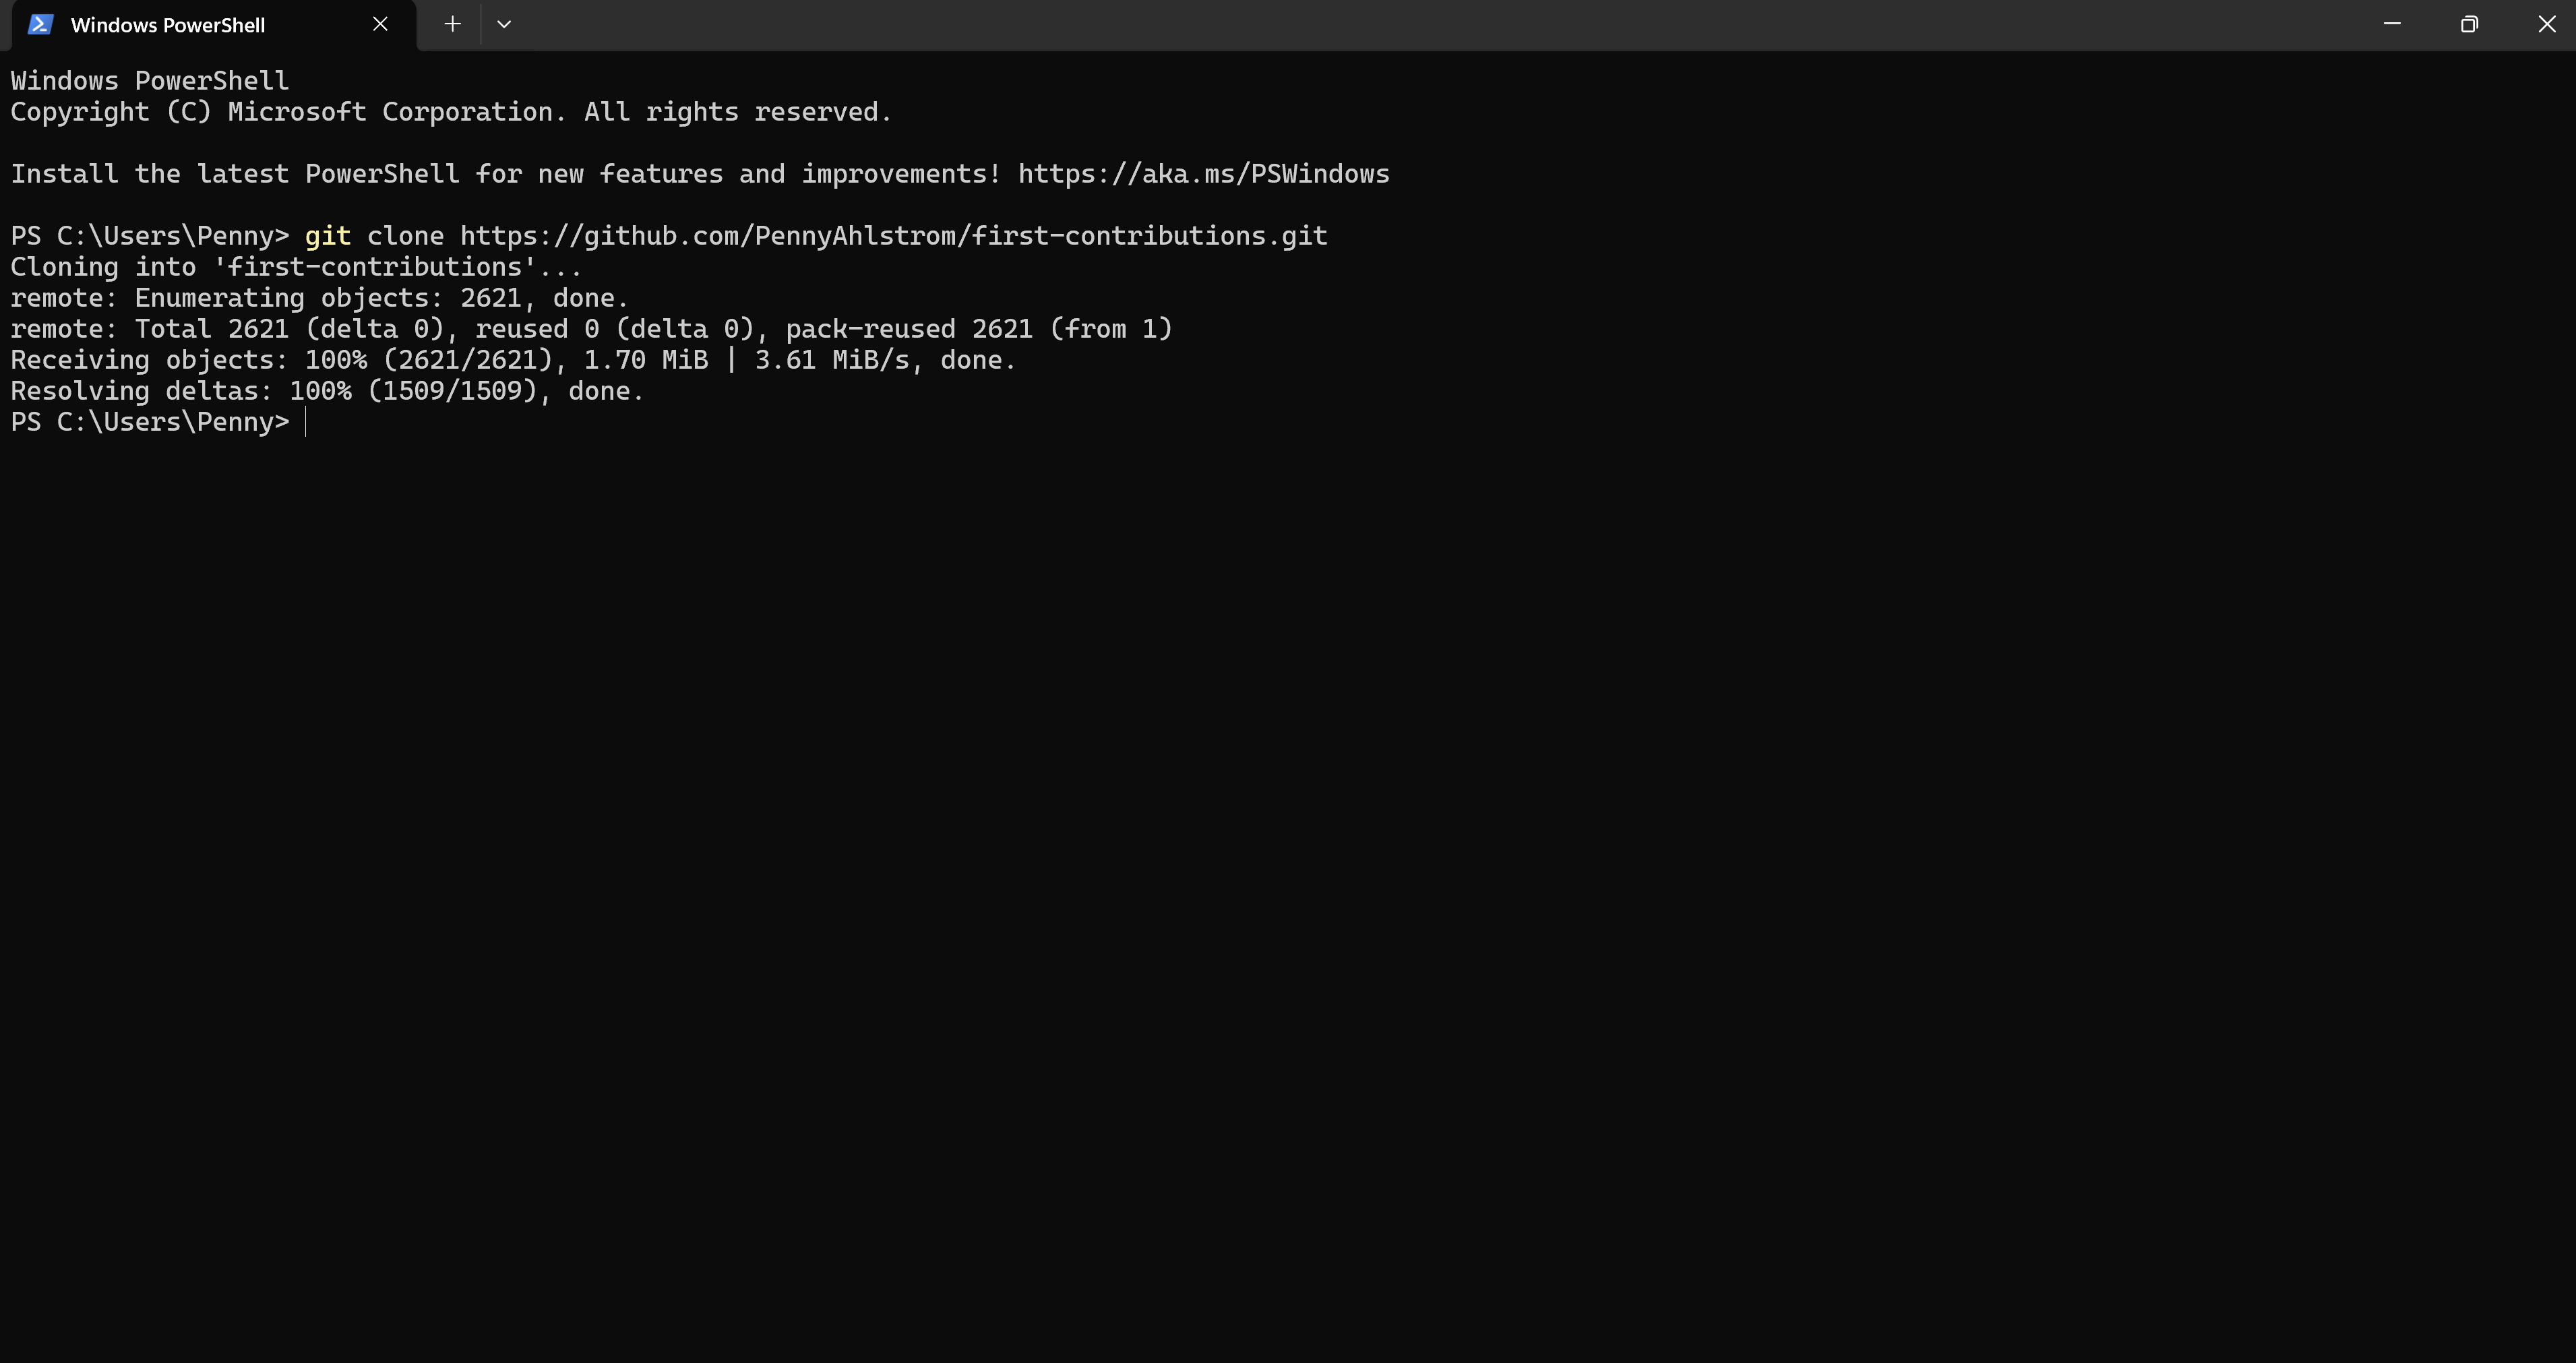 Windows PowerShell
Windows PowerShell
Copyright (C) Microsoft Corporation. All rights reserved.
Install the latest PowerShell for new features and improvements! https://aka.ms/PSWindows
PS C:\Users\Penny> git clone https://github.com/PennyAhlstrom/first-contributions.git
Cloning into 'first-contributions'...
remote: Enumerating objects: 2621, done.
remote: Total 2621 (delta 0), reused 0 (delta 0), pack-reused 2621 (from 1)
Receiving objects: 100% (2621/2621), 1.70 MiB | 3.61 MiB/s, done.
Resolving deltas: 100% (1509/1509), done.
PS C:\Users\Penny>